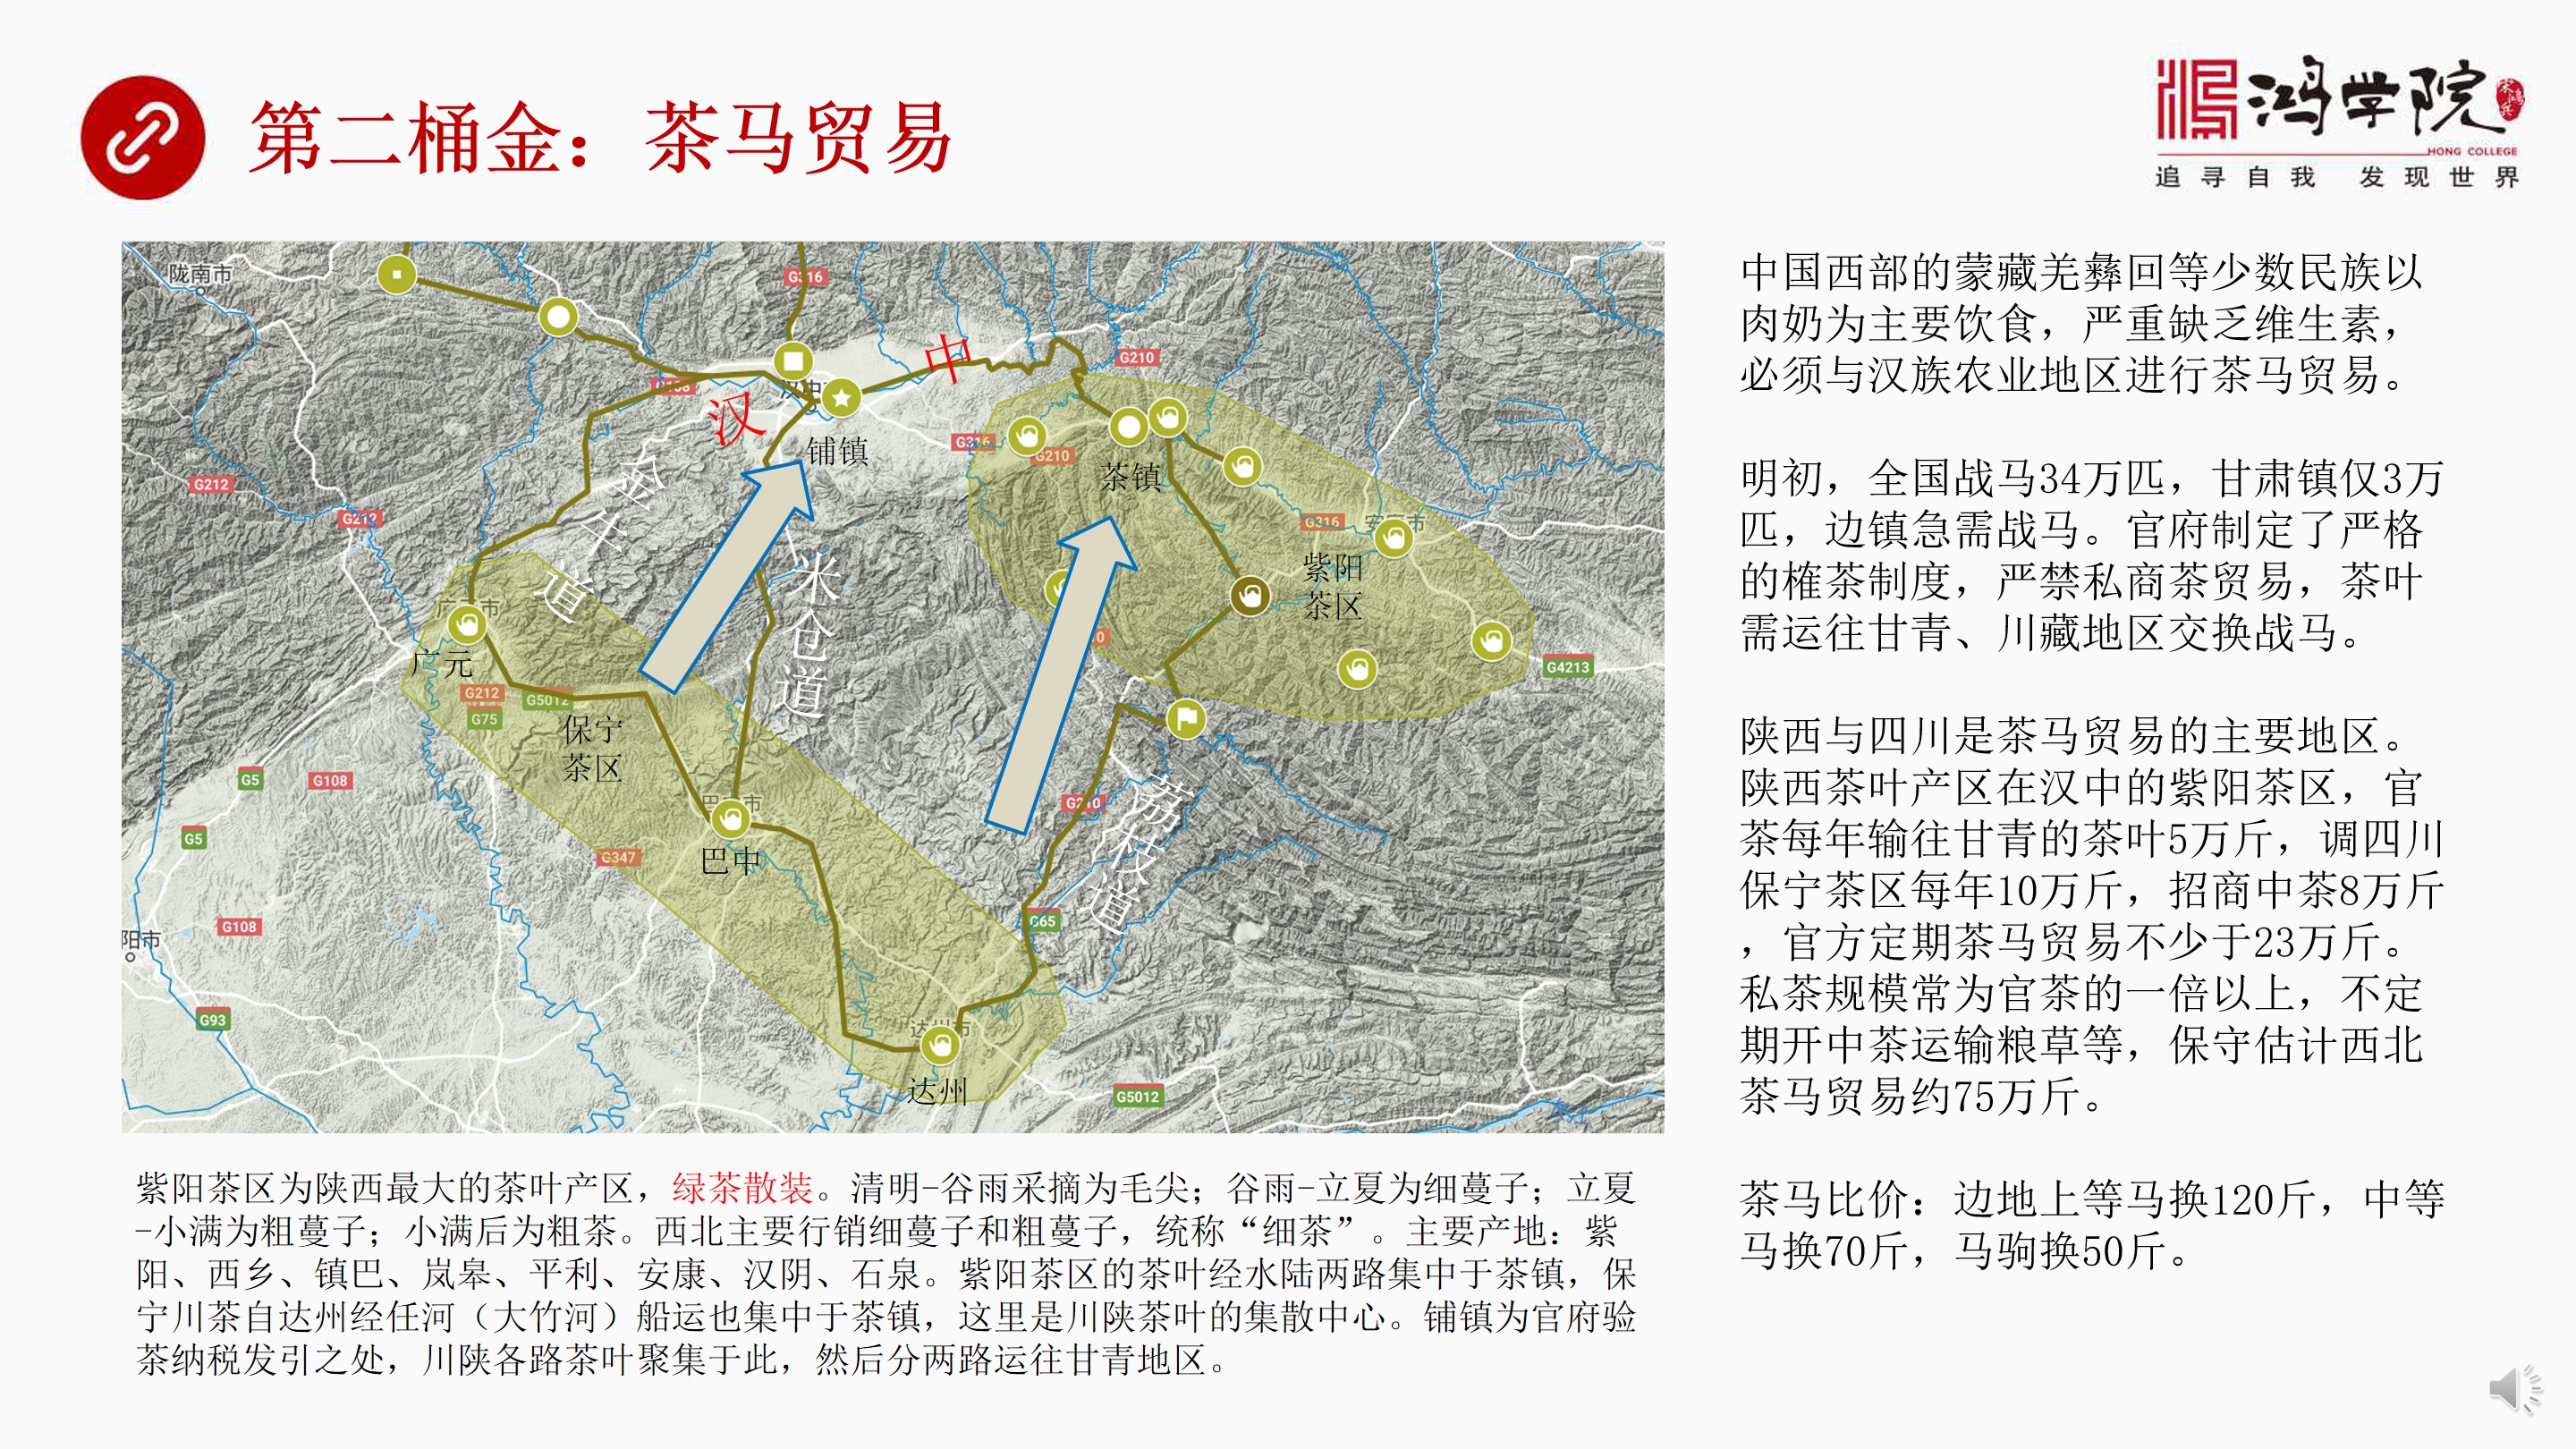 第二桶金：茶马贸易
鸿学院
HONG COLLEGE
追寻自我 发现世界
中国西部的蒙藏羌彝回等少数民族以
肉奶为主要饮食，严重缺乏维生素，
必须与汉族农业地区进行茶马贸易。
明初，全国战马34万匹，甘肃镇仅3万
匹，边镇急需战马。官府制定了严格
的榷茶制度，严禁私商茶贸易，茶叶
需运往甘青、川藏地区交换战马。
陕西与四川是茶马贸易的主要地区。
陕西茶叶产区在汉中的紫阳茶区，官
茶每年输往甘青的茶叶5万斤，调四川
保宁茶区每年10万斤，招商中茶8万斤
，官方定期茶马贸易不少于23万斤。
私茶规模常为官茶的一倍以上，不定
期开中茶运输粮草等，保守估计西北
茶马贸易约75万斤。
茶马比价：边地上等马换120斤，中等
马换70斤，马驹换50斤。
陇南市
G316
中
G210
汉
铺镇
G316
G210
茶镇
G212
G212
金牛道
米仓道
G316
安康市
紫阳
茶区
广元
G212
G75
G5012
保宁
茶区
G4213
G5
G108
G5
G347
巴中
G210
荔枝道
G65
G108
阳市
G93
达州
G5012
紫阳茶区为陕西最大的茶叶产区，绿茶散装。清明-谷雨采摘为毛尖；谷雨-立夏为细蔓子；立夏
-小满为粗蔓子；小满后为粗茶。西北主要行销细蔓子和粗蔓子，统称“细茶”。主要产地：紫
阳、西乡、镇巴、岚皋、平利、安康、汉阴、石泉。紫阳茶区的茶叶经水陆两路集中于茶镇，保
宁川茶自达州经任河（大竹河）船运也集中于茶镇，这里是川陕茶叶的集散中心。铺镇为官府验
茶纳税发引之处，川陕各路茶叶聚集于此，然后分两路运往甘青地区。